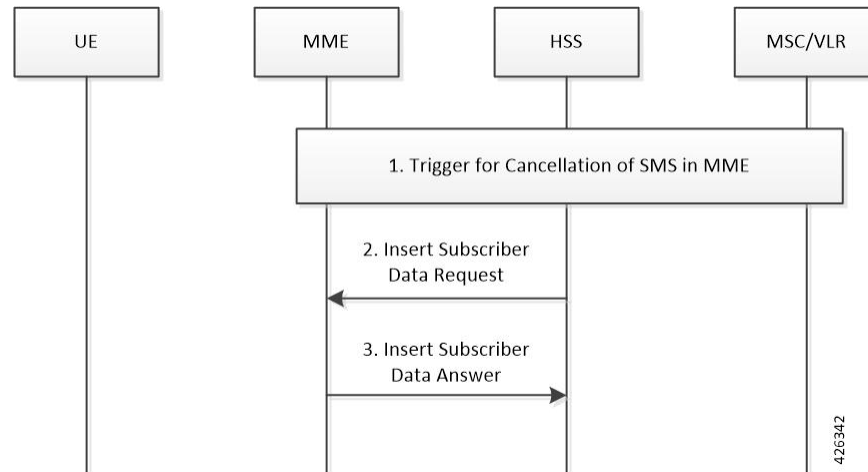 UE
MME
HSS
MSC/VLR
1. Trigger for Cancellation of SMS in MME
2. Insert Subscriber
Data Request
3. Insert Subscriber
Data Answer
426342